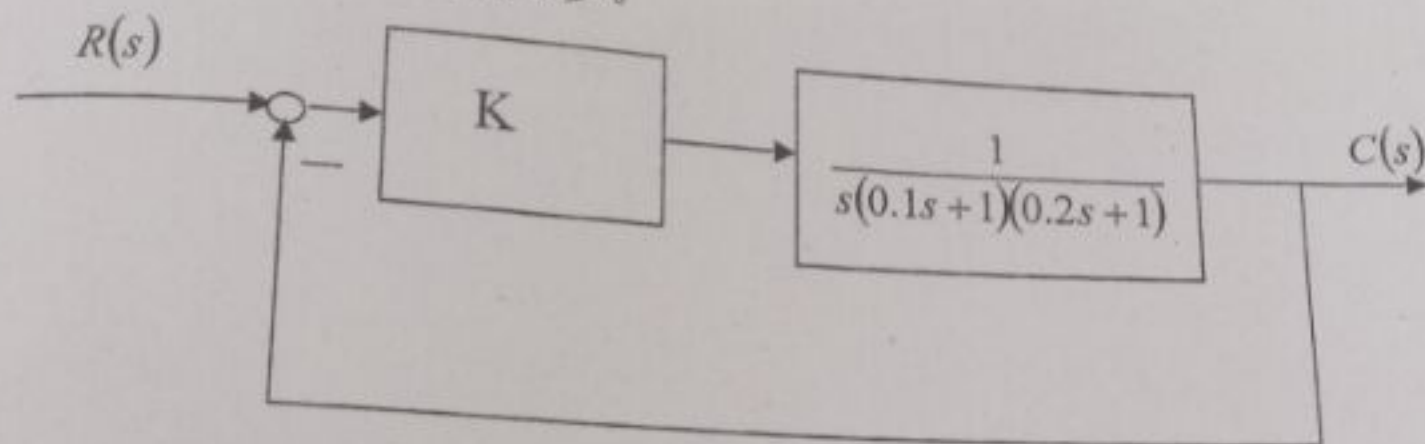 R(s)
K
1
s(0.1s+1)(0.2s+1)
C(s)
—